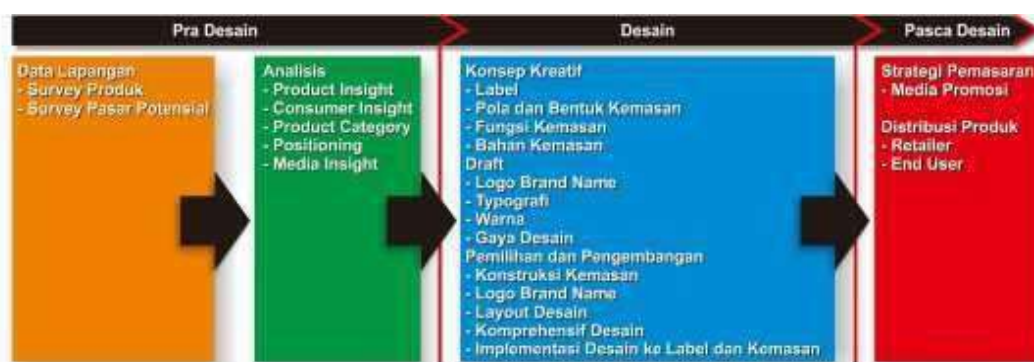 Pra Desain
Desain
Pasca Desain
Data Lapangan
- Survey Produk
- Survey Pasar Potensial
Analisis
- Product Insight
- Consumer Insight
- Product Category
- Positioning
- Media Insight
Konsep Kreatif
- Label
- Pola dan Bentuk Kemasan
- Fungsi Kemasan
- Bahan Kemasan
Draft
- Logo Brand Name
- Typografi
- Warna
- Gaya Desain
Pemilihan dan Pengembangan
- Konstruksi Kemasan
- Logo Brand Name
- Layout Desain
- Komprehensif Desain
- Implementasi Desain ke Label dan Kemasan
Strategi Pemasaran
- Media Promosi
Distribusi Produk
- Retailer
- End User